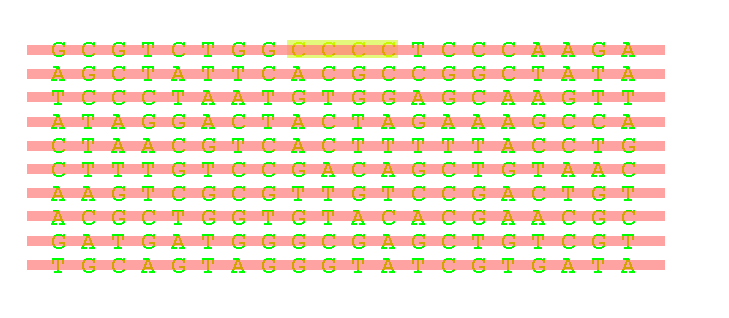 G C G T C T G G C C C C T C C C A A G A
A G C T A T T C A C G C C G G C T A T A
T C C C T A A T G T G G A G C A A G T T
A T A G G A C T A C T A G A A A G C C A
C T A A C G T C A C T T T T T A C C T G
C T T T G T C C G A C A G C T G T A A C
A A G T C G C G T T G T C C G A C T G T
A C G C T G G T G T A C A C G A A C G C
G A T G A T G G G C G A G C T G T C G T
T G C A G T A G G G T A T C G T G A T A